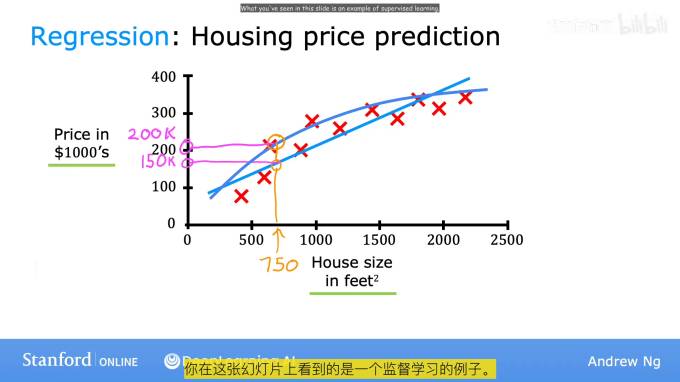 What you've seen in this slide is an example of supervised learning.
bilibili
Regression: Housing price prediction
400
300
Price in
$1000's
200K
200
150K
100
0
0 500 1000 1500 2000 2500
750
House size
in feet²
Stanford ONLINE
DeepLearning.AI
Andrew Ng
你在这张幻灯片上看到的是一个监督学习的例子。